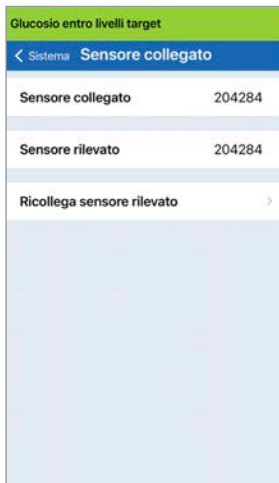 Glucosio entro livelli target
Sistema Sensore collegato
Sensore collegato 204284
Sensore rilevato 204284
Ricollega sensore rilevato